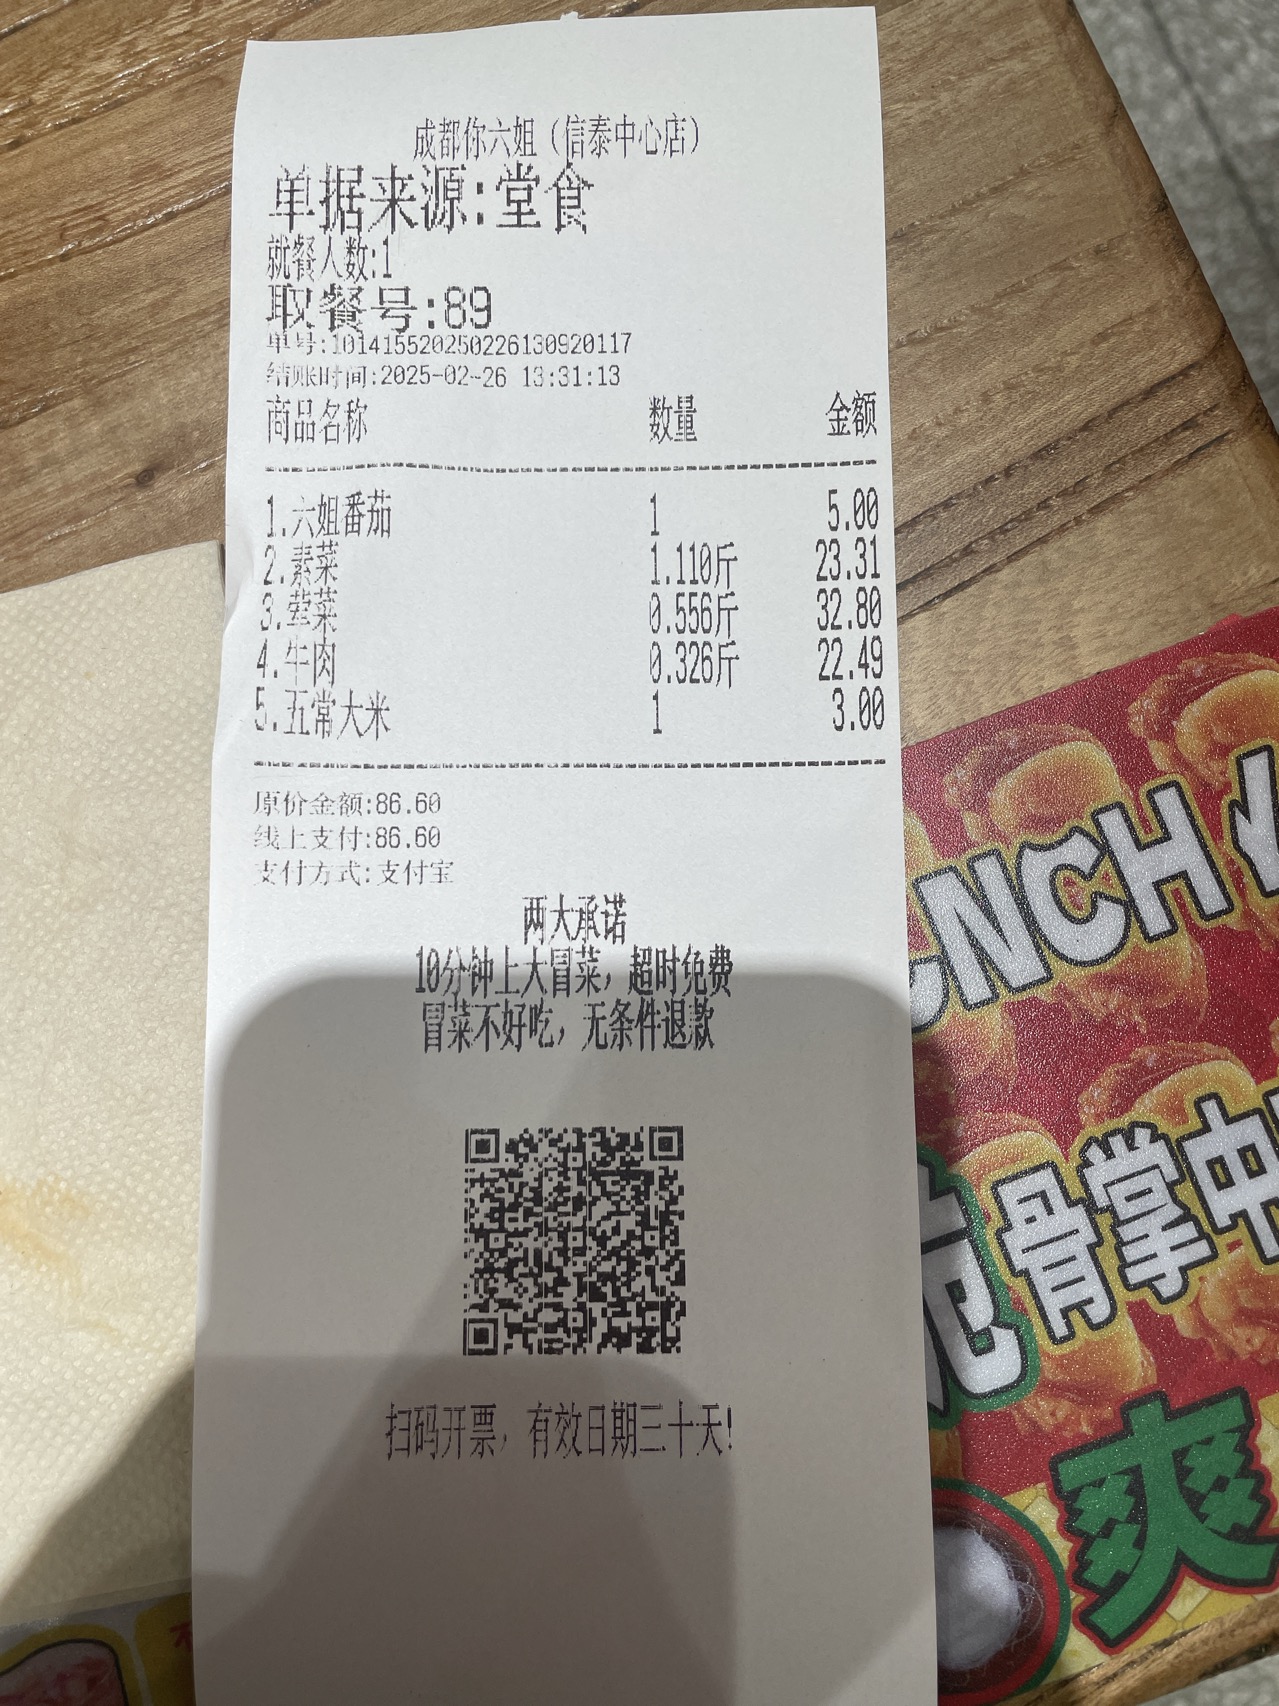 成都你六姐（信泰中心店）
单据来源:堂食
就餐人数:1
取餐号:89
单号:10141552025022613092011​7
结账时间:2025-02-26 13:31:13
商品名称 数量 金额
1.六姐番茄 1 5.00
2.素菜 1.110斤 23.31
3.荤菜 0.556斤 32.80
4.牛肉 0.326斤 22.49
5.五常大米 1 3.00
原价金额:86.60
线上支付:86.60
支付方式:支付宝
两大承诺
10分钟上大冒菜，超时免费
冒菜不好吃，无条件退款
扫码开票，有效日期三十天!
NCH
骨掌中
爽